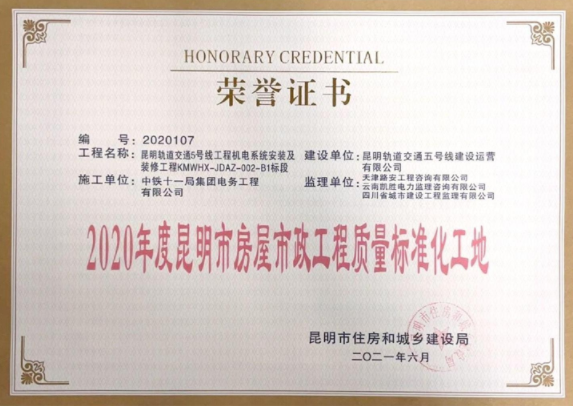 HONORARY CREDENTIAL
荣誉证书
编 号：2020107
工程名称：昆明轨道交通5号线工程机电系统安装及装修工程KMWHX-JDAZ-002-B1标段
建设单位：昆明轨道交通五号线建设运营有限公司
施工单位：中铁十一局集团电务工程有限公司
监理单位：天津路安工程咨询有限公司
云南凯胜电力监理咨询有限公司
四川省城市建设工程监理有限公司
2020年度昆明市房屋市政工程质量标准化工地
昆明市住房和城乡建设局
二〇二一年六月